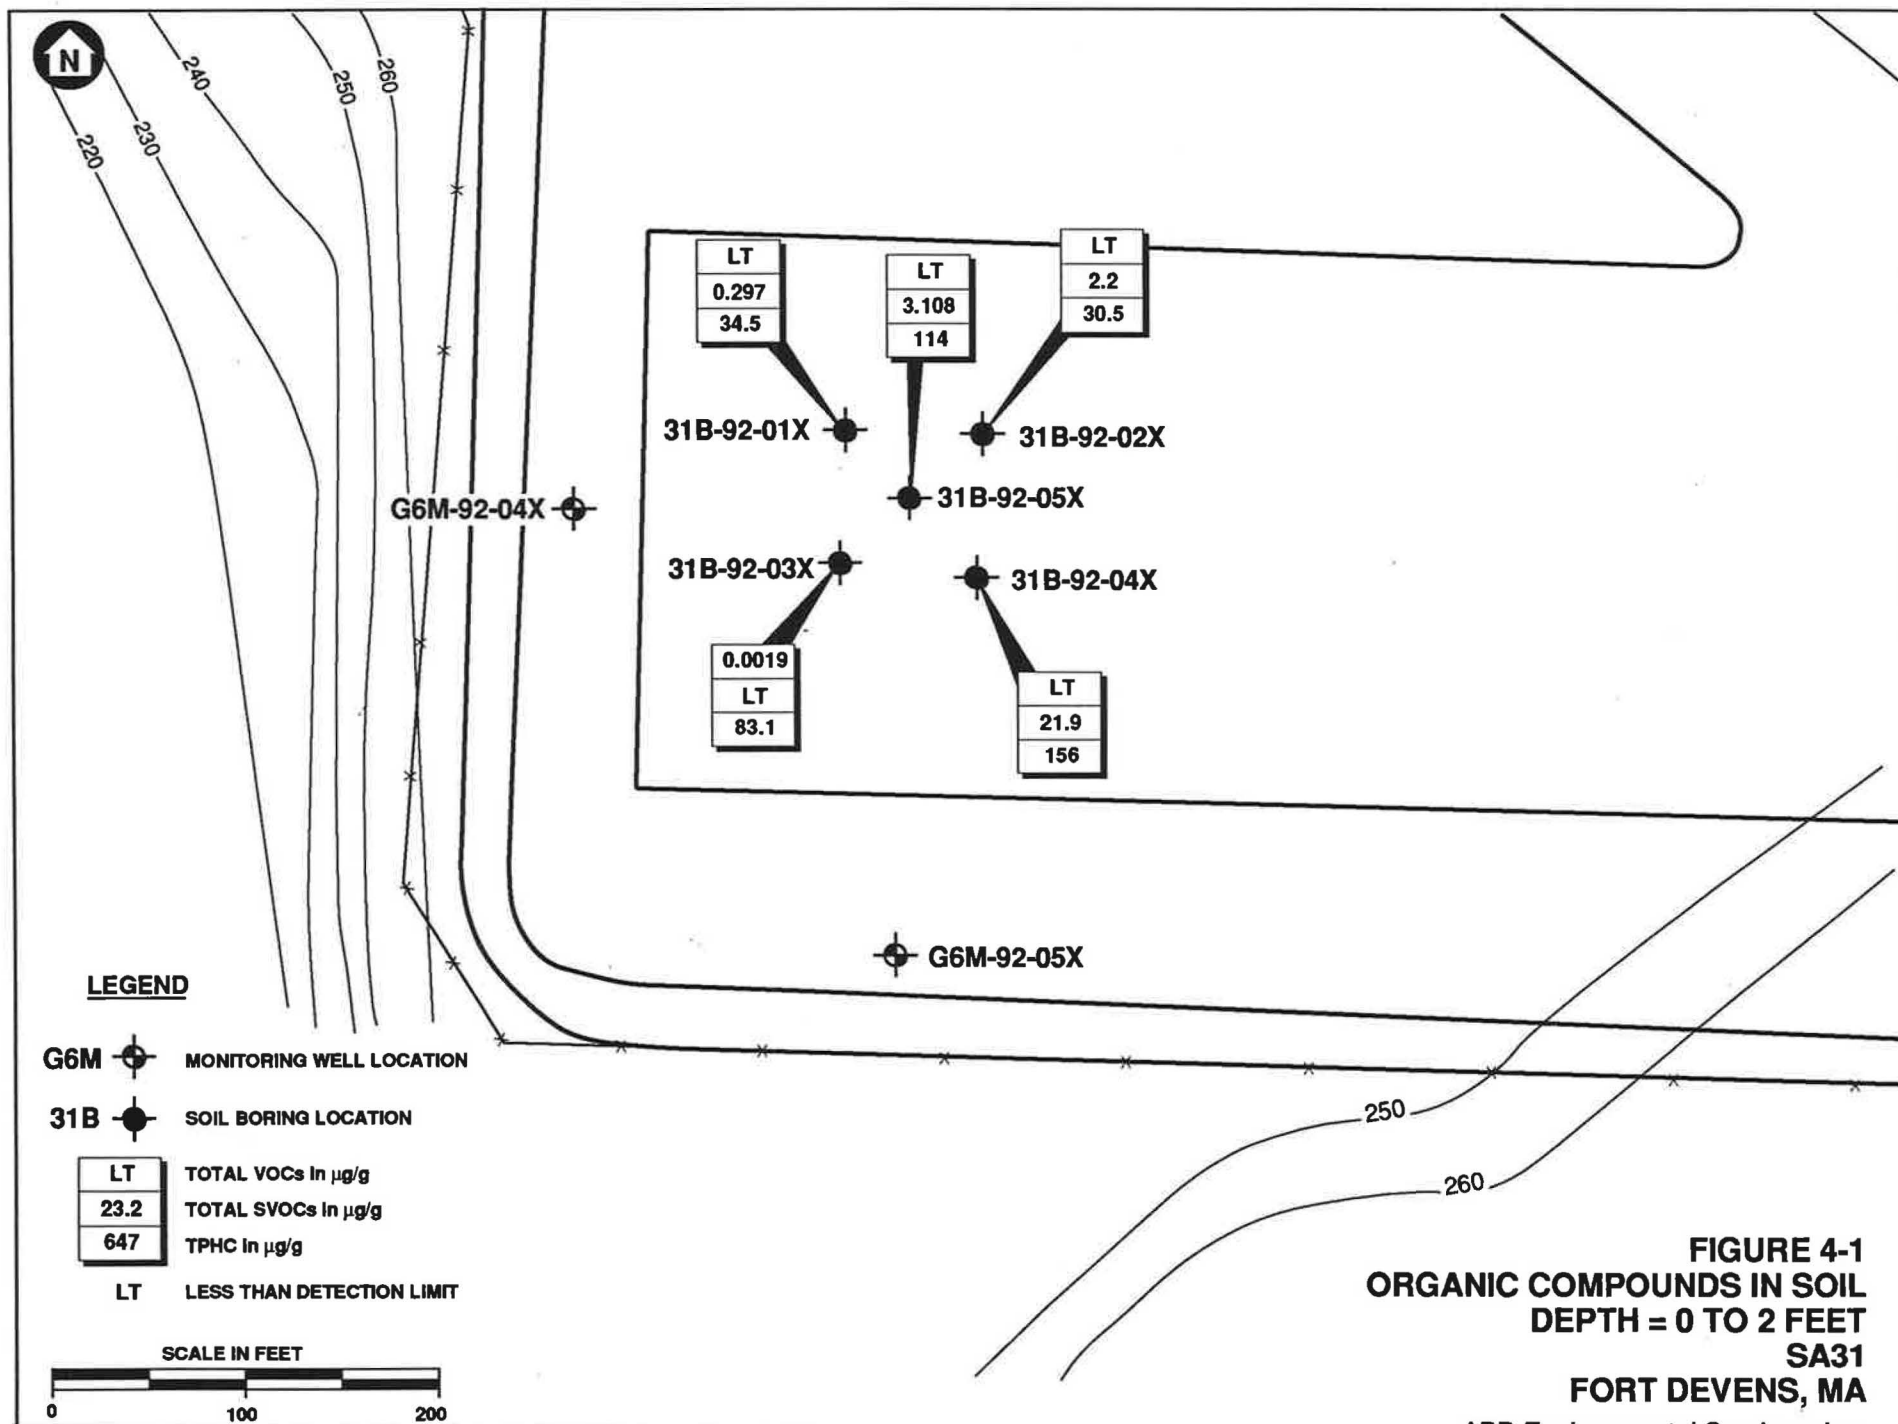 N
220
230
240
250
260
LT
0.297
34.5
LT
3.108
114
LT
2.2
30.5
31B-92-01X
31B-92-02X
31B-92-05X
G6M-92-04X
31B-92-03X
31B-92-04X
0.0019
LT
83.1
LT
21.9
156
G6M-92-05X
250
260
LEGEND
G6M MONITORING WELL LOCATION
31B SOIL BORING LOCATION
LT TOTAL VOCs in µg/g
23.2 TOTAL SVOCs in µg/g
647 TPHC in µg/g
LT LESS THAN DETECTION LIMIT
SCALE IN FEET
0 100 200
FIGURE 4-1
ORGANIC COMPOUNDS IN SOIL
DEPTH = 0 TO 2 FEET
SA31
FORT DEVENS, MA